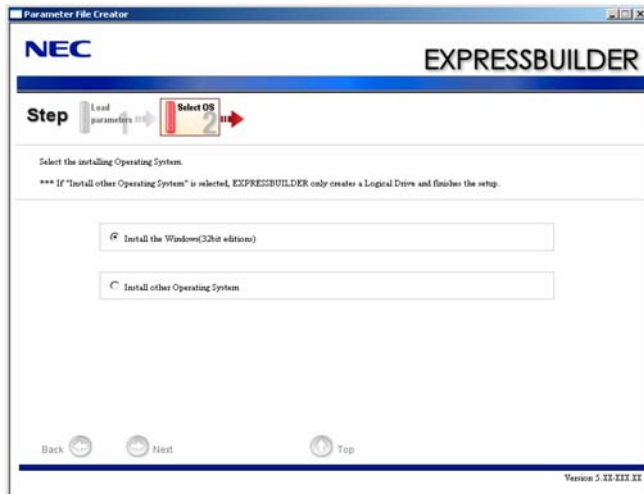 Parameter File Creator
NEC
EXPRESSBUILDER
Step
Load parameters 1
Select OS 2
Select the installing Operating System.
*** If "Install other Operating System" is selected, EXPRESSBUILDER only creates a Logical Drive and finishes the setup.
Install the Windows(32bit editions)
Install other Operating System
Back Next Top
Version 5.XX-XXX.XX